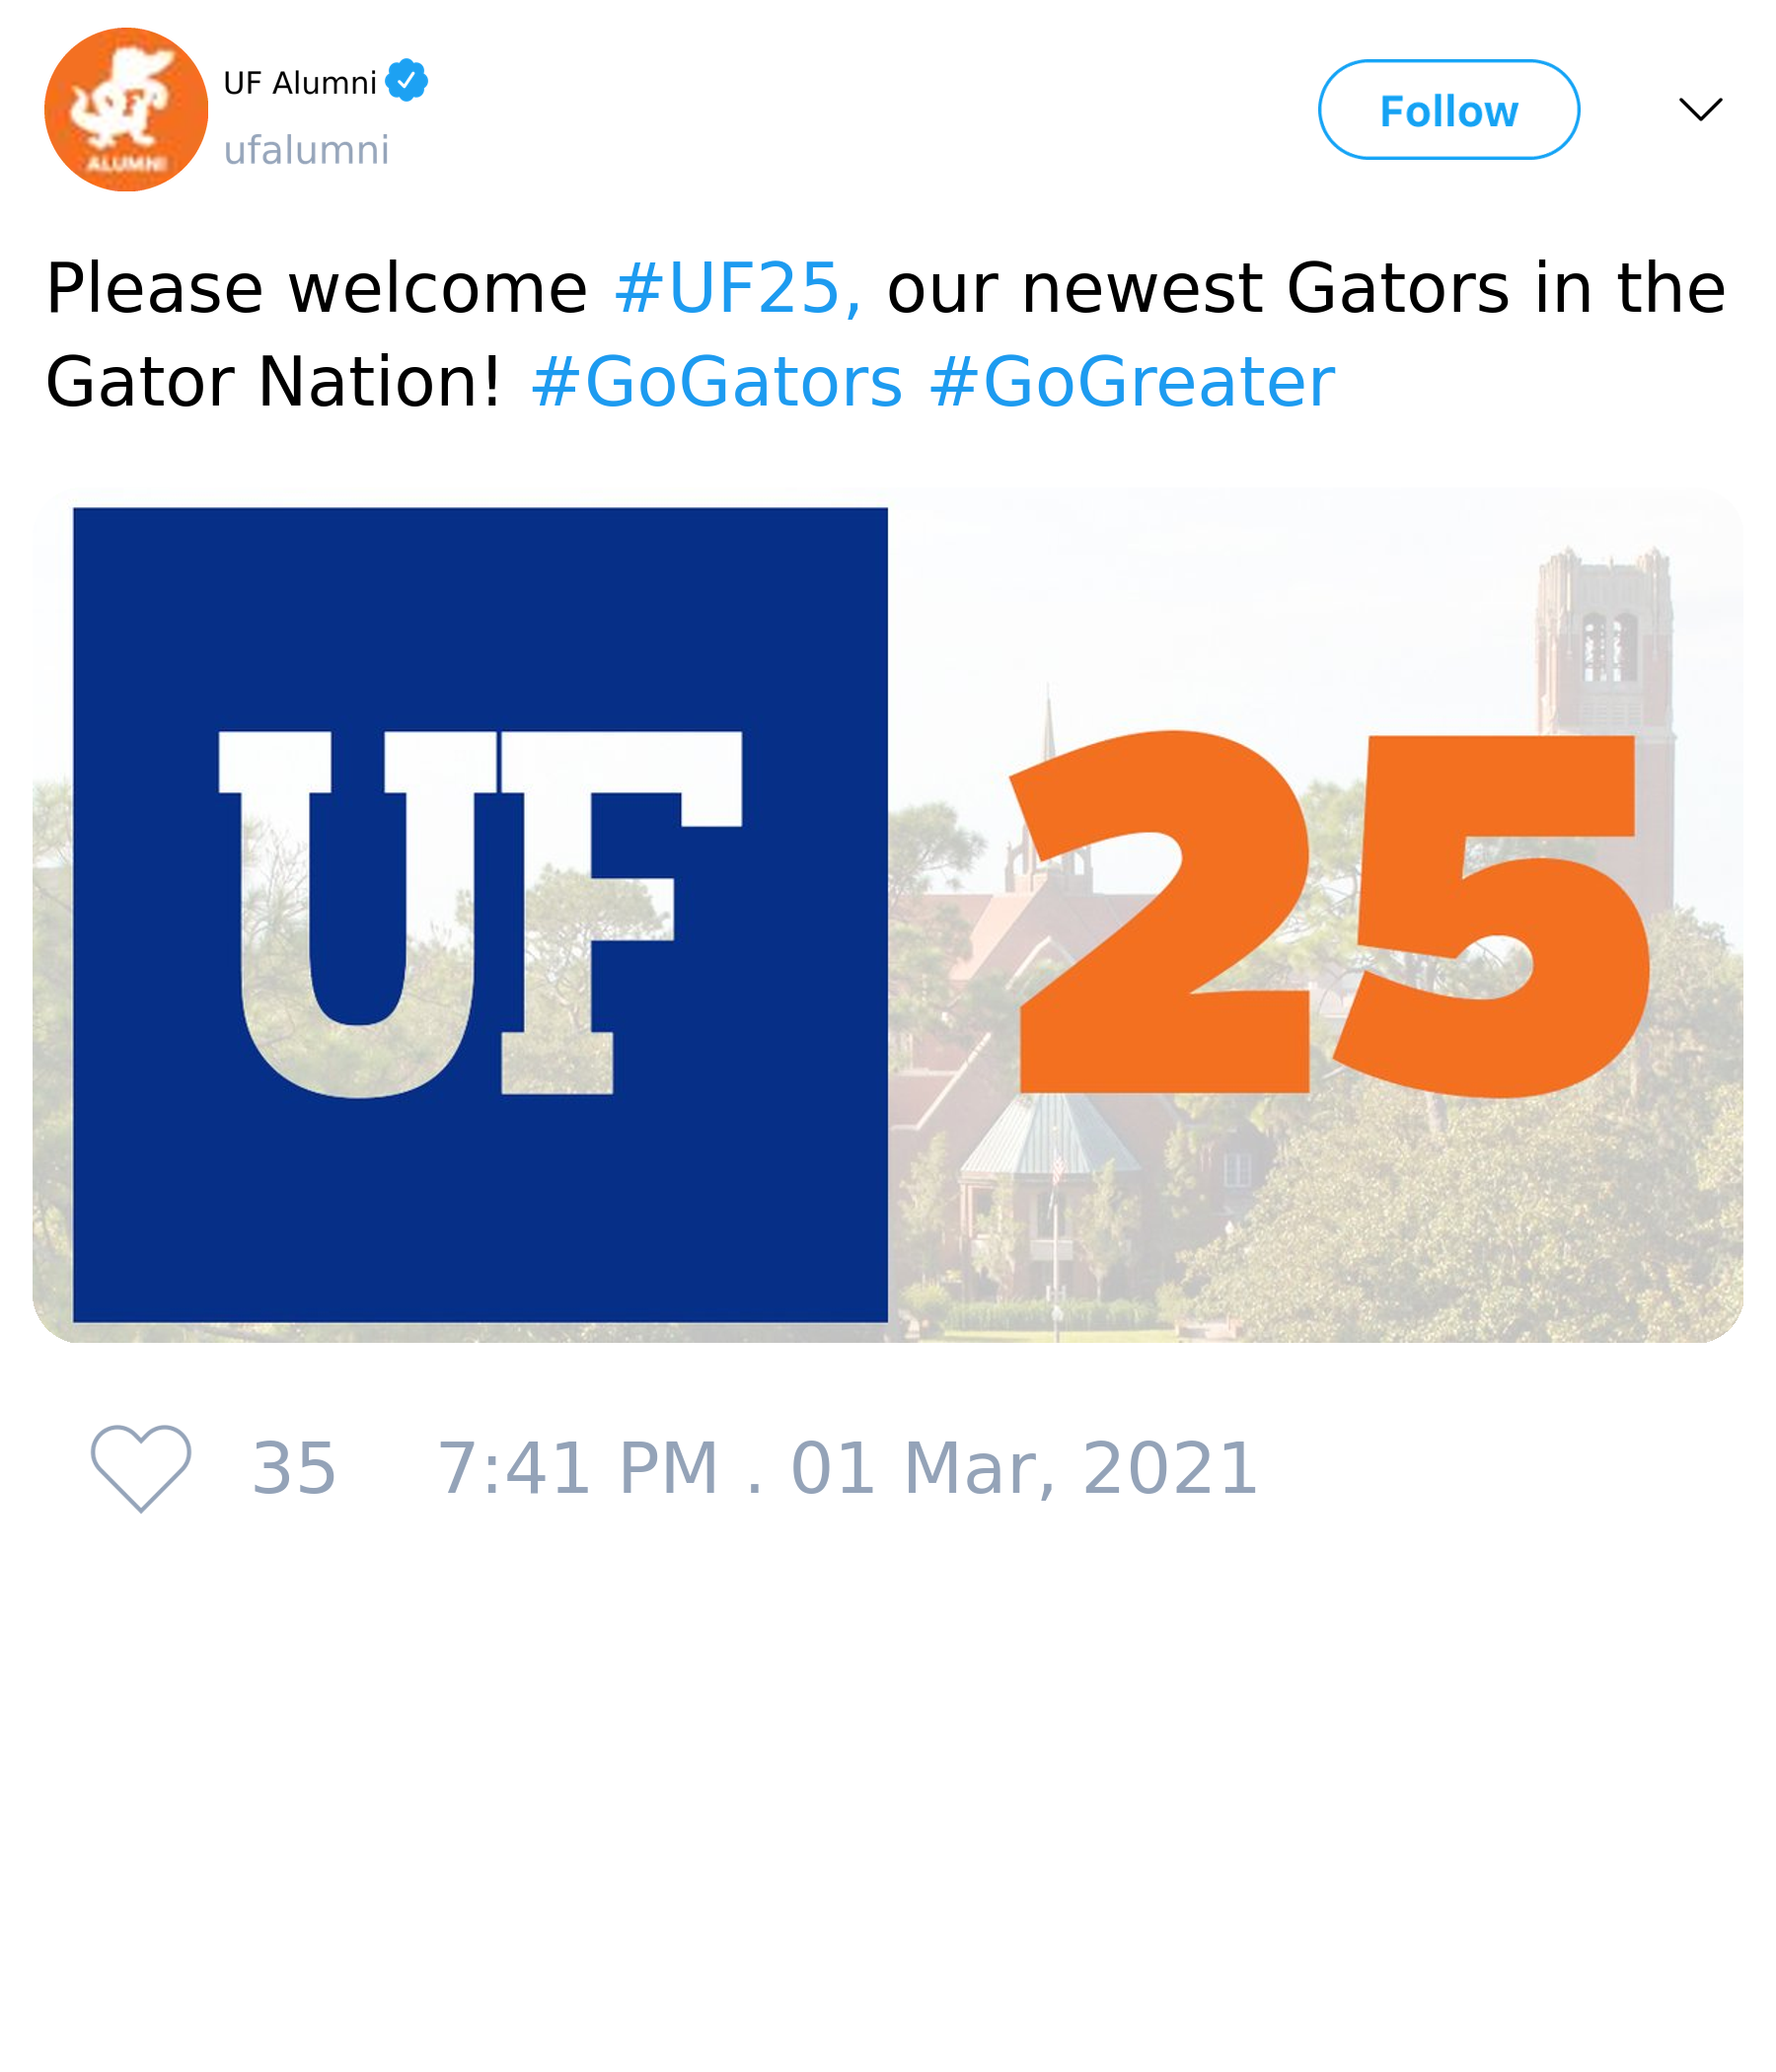 UF Alumni
ufalumni
Follow
ALUMNI
Please welcome #UF25, our newest Gators in the
Gator Nation! #GoGators #GoGreater
UF 25
35 7:41 PM . 01 Mar, 2021